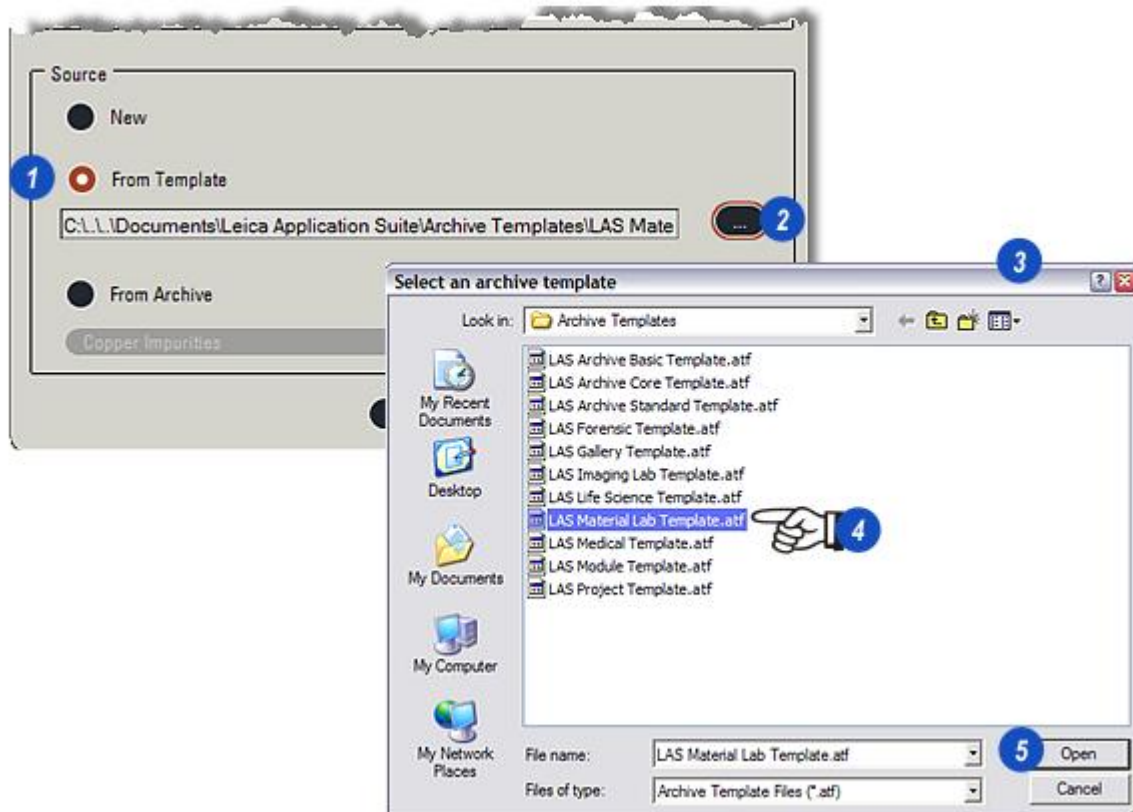 Source
New
1 From Template
C:\..\..\Documents\Leica Application Suite\Archive Templates\LAS Mate ... 2
From Archive
Copper Impurities
3
Select an archive template
Look in: Archive Templates
My Recent Documents
Desktop
My Documents
My Computer
My Network Places
LAS Archive Basic Template.atf
LAS Archive Core Template.atf
LAS Archive Standard Template.atf
LAS Forensic Template.atf
LAS Gallery Template.atf
LAS Imaging Lab Template.atf
LAS Life Science Template.atf
LAS Material Lab Template.atf 4
LAS Medical Template.atf
LAS Module Template.atf
LAS Project Template.atf
File name: LAS Material Lab Template.atf 5 Open
Files of type: Archive Template Files (*.atf) Cancel